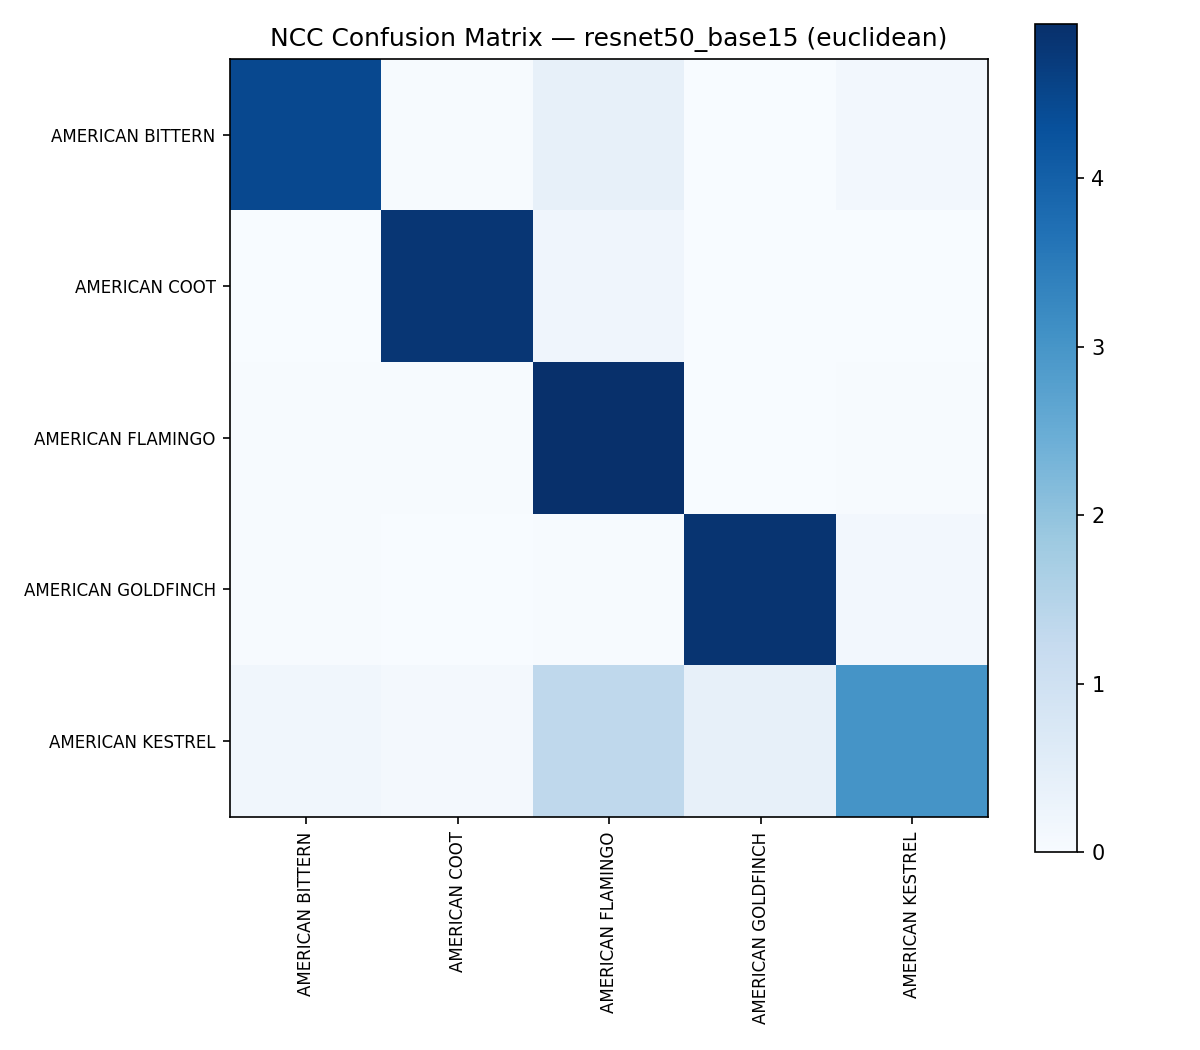 NCC Confusion Matrix — resnet50_base15 (euclidean)
AMERICAN BITTERN
AMERICAN COOT
AMERICAN FLAMINGO
AMERICAN GOLDFINCH
AMERICAN KESTREL
AMERICAN BITTERN
AMERICAN COOT
AMERICAN FLAMINGO
AMERICAN GOLDFINCH
AMERICAN KESTREL
4
3
2
1
0